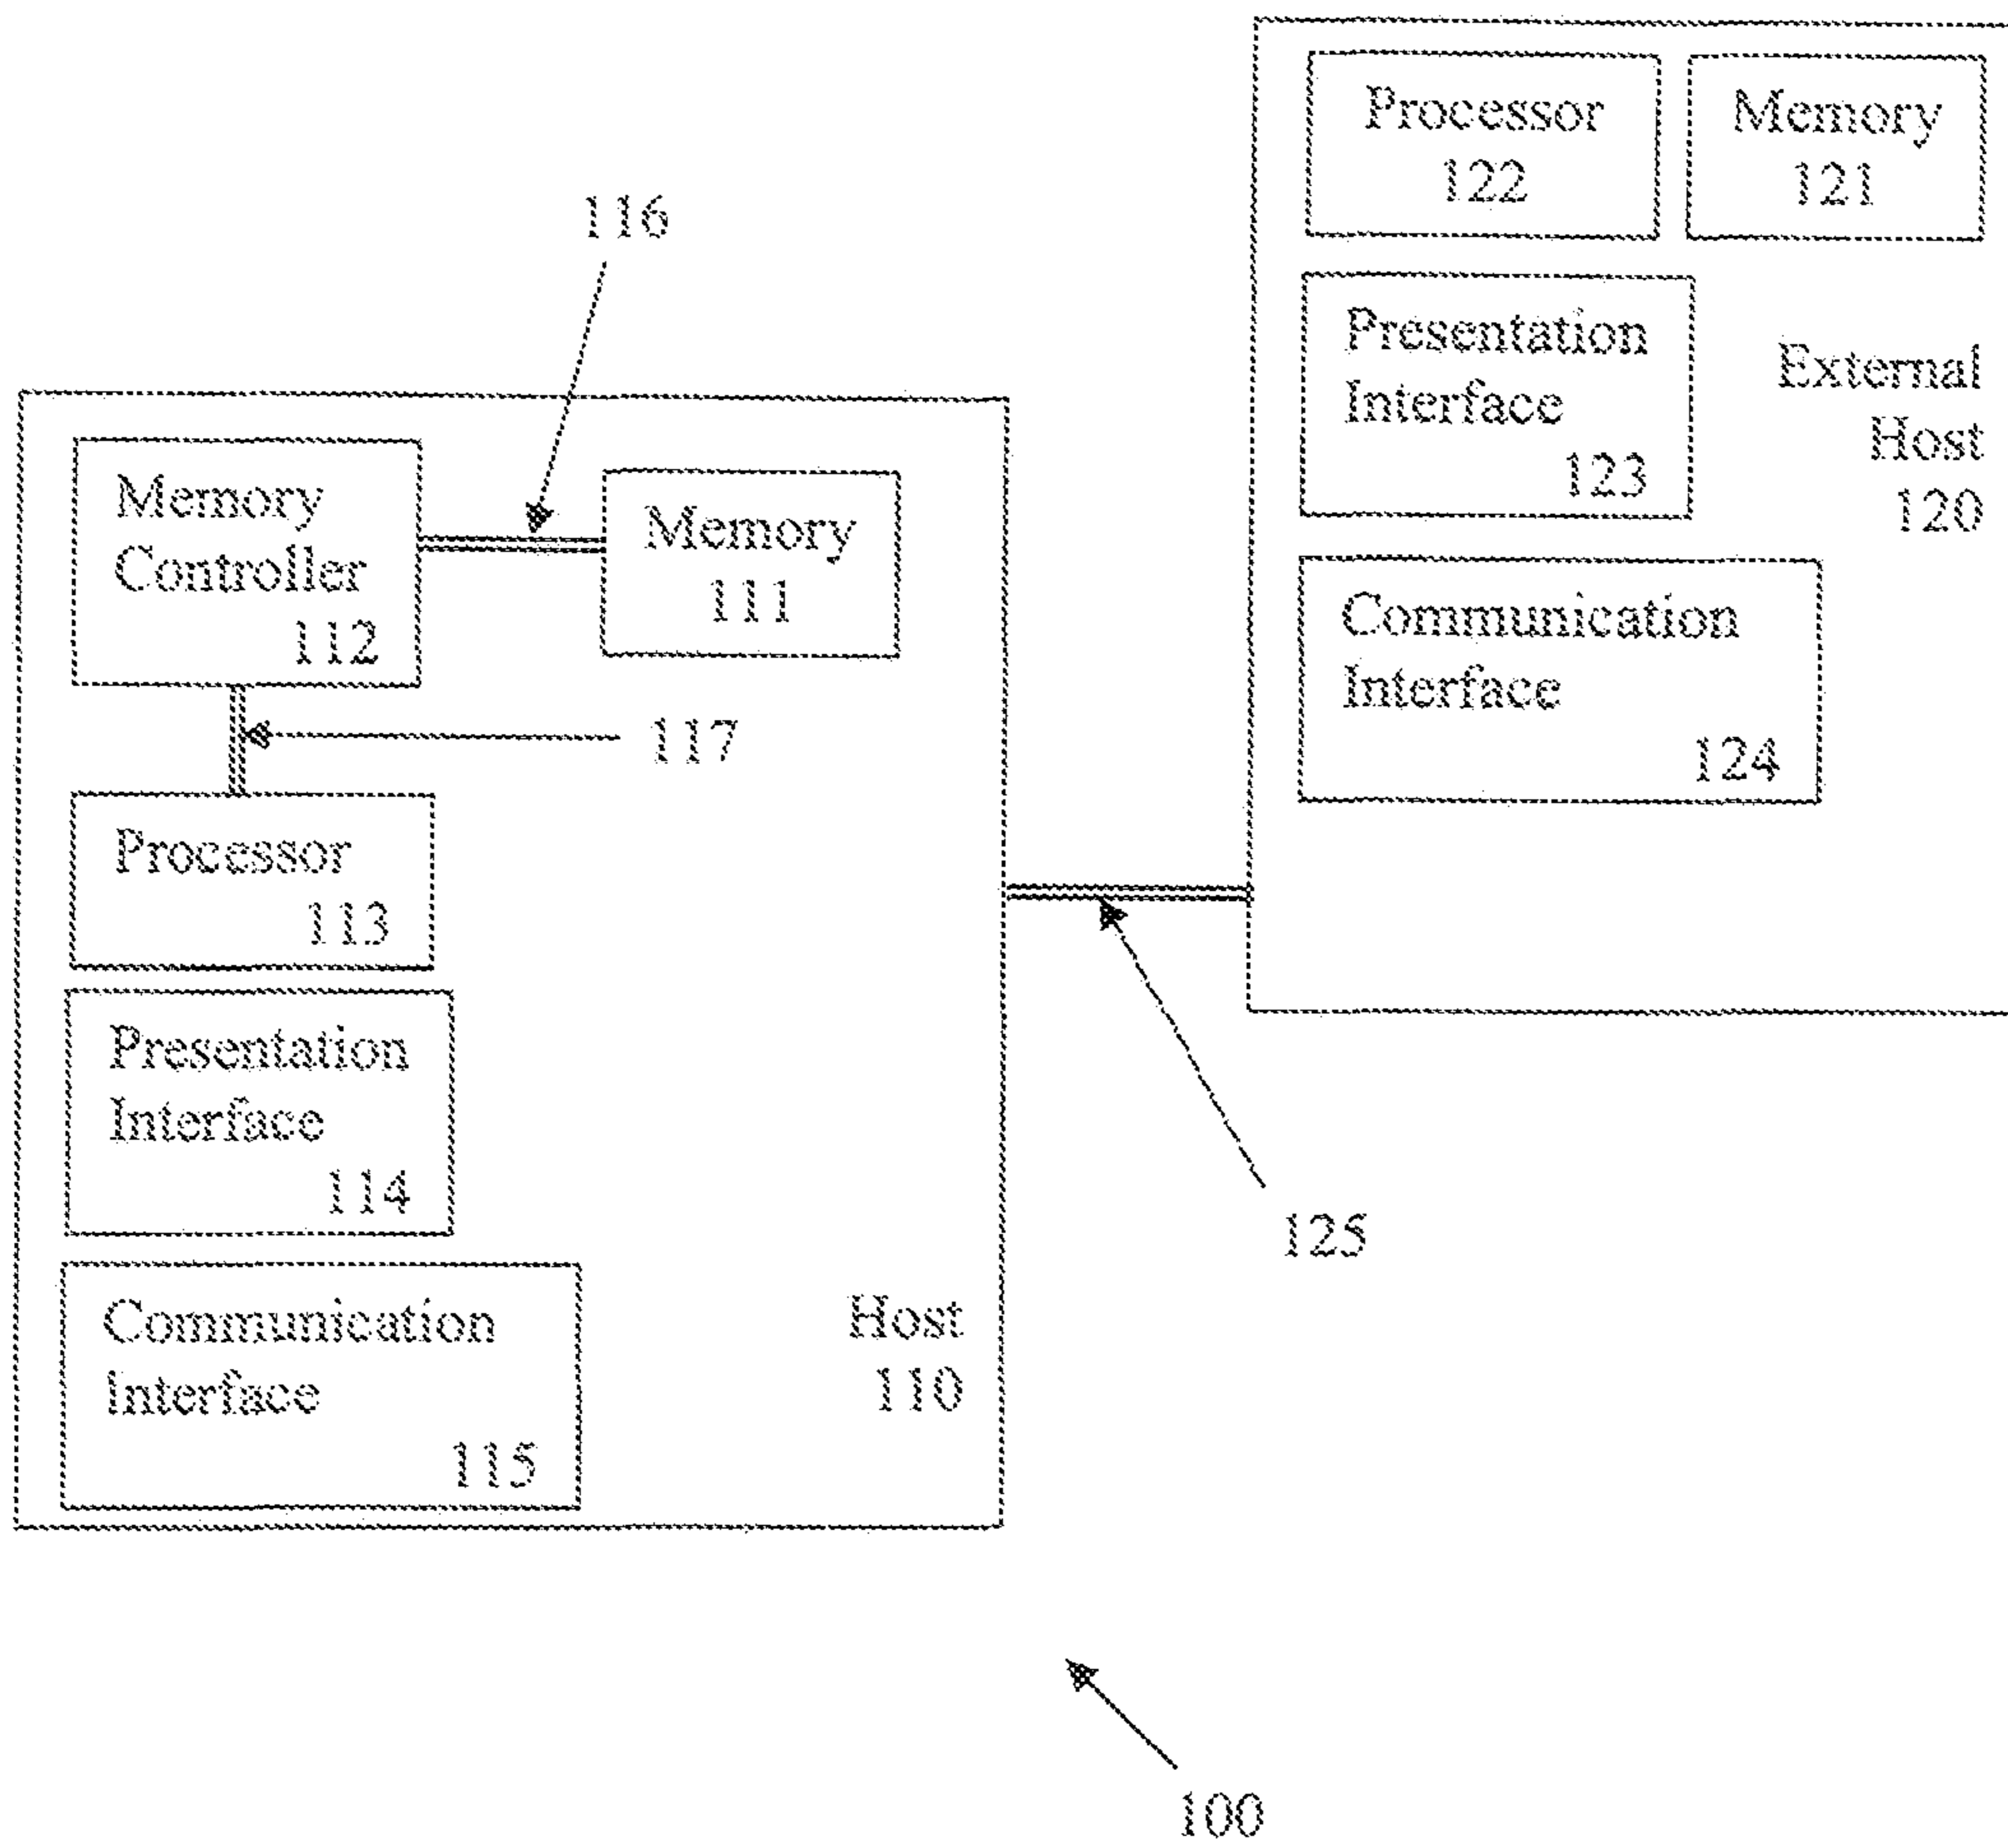 Processor
122
Memory
121
Presentation
Interface
123
External
Host
120
Communication
Interface
124
116
Memory
Controller
112
Memory
111
117
Processor
113
Presentation
Interface
114
Communication
Interface
115
Host
110
125
100